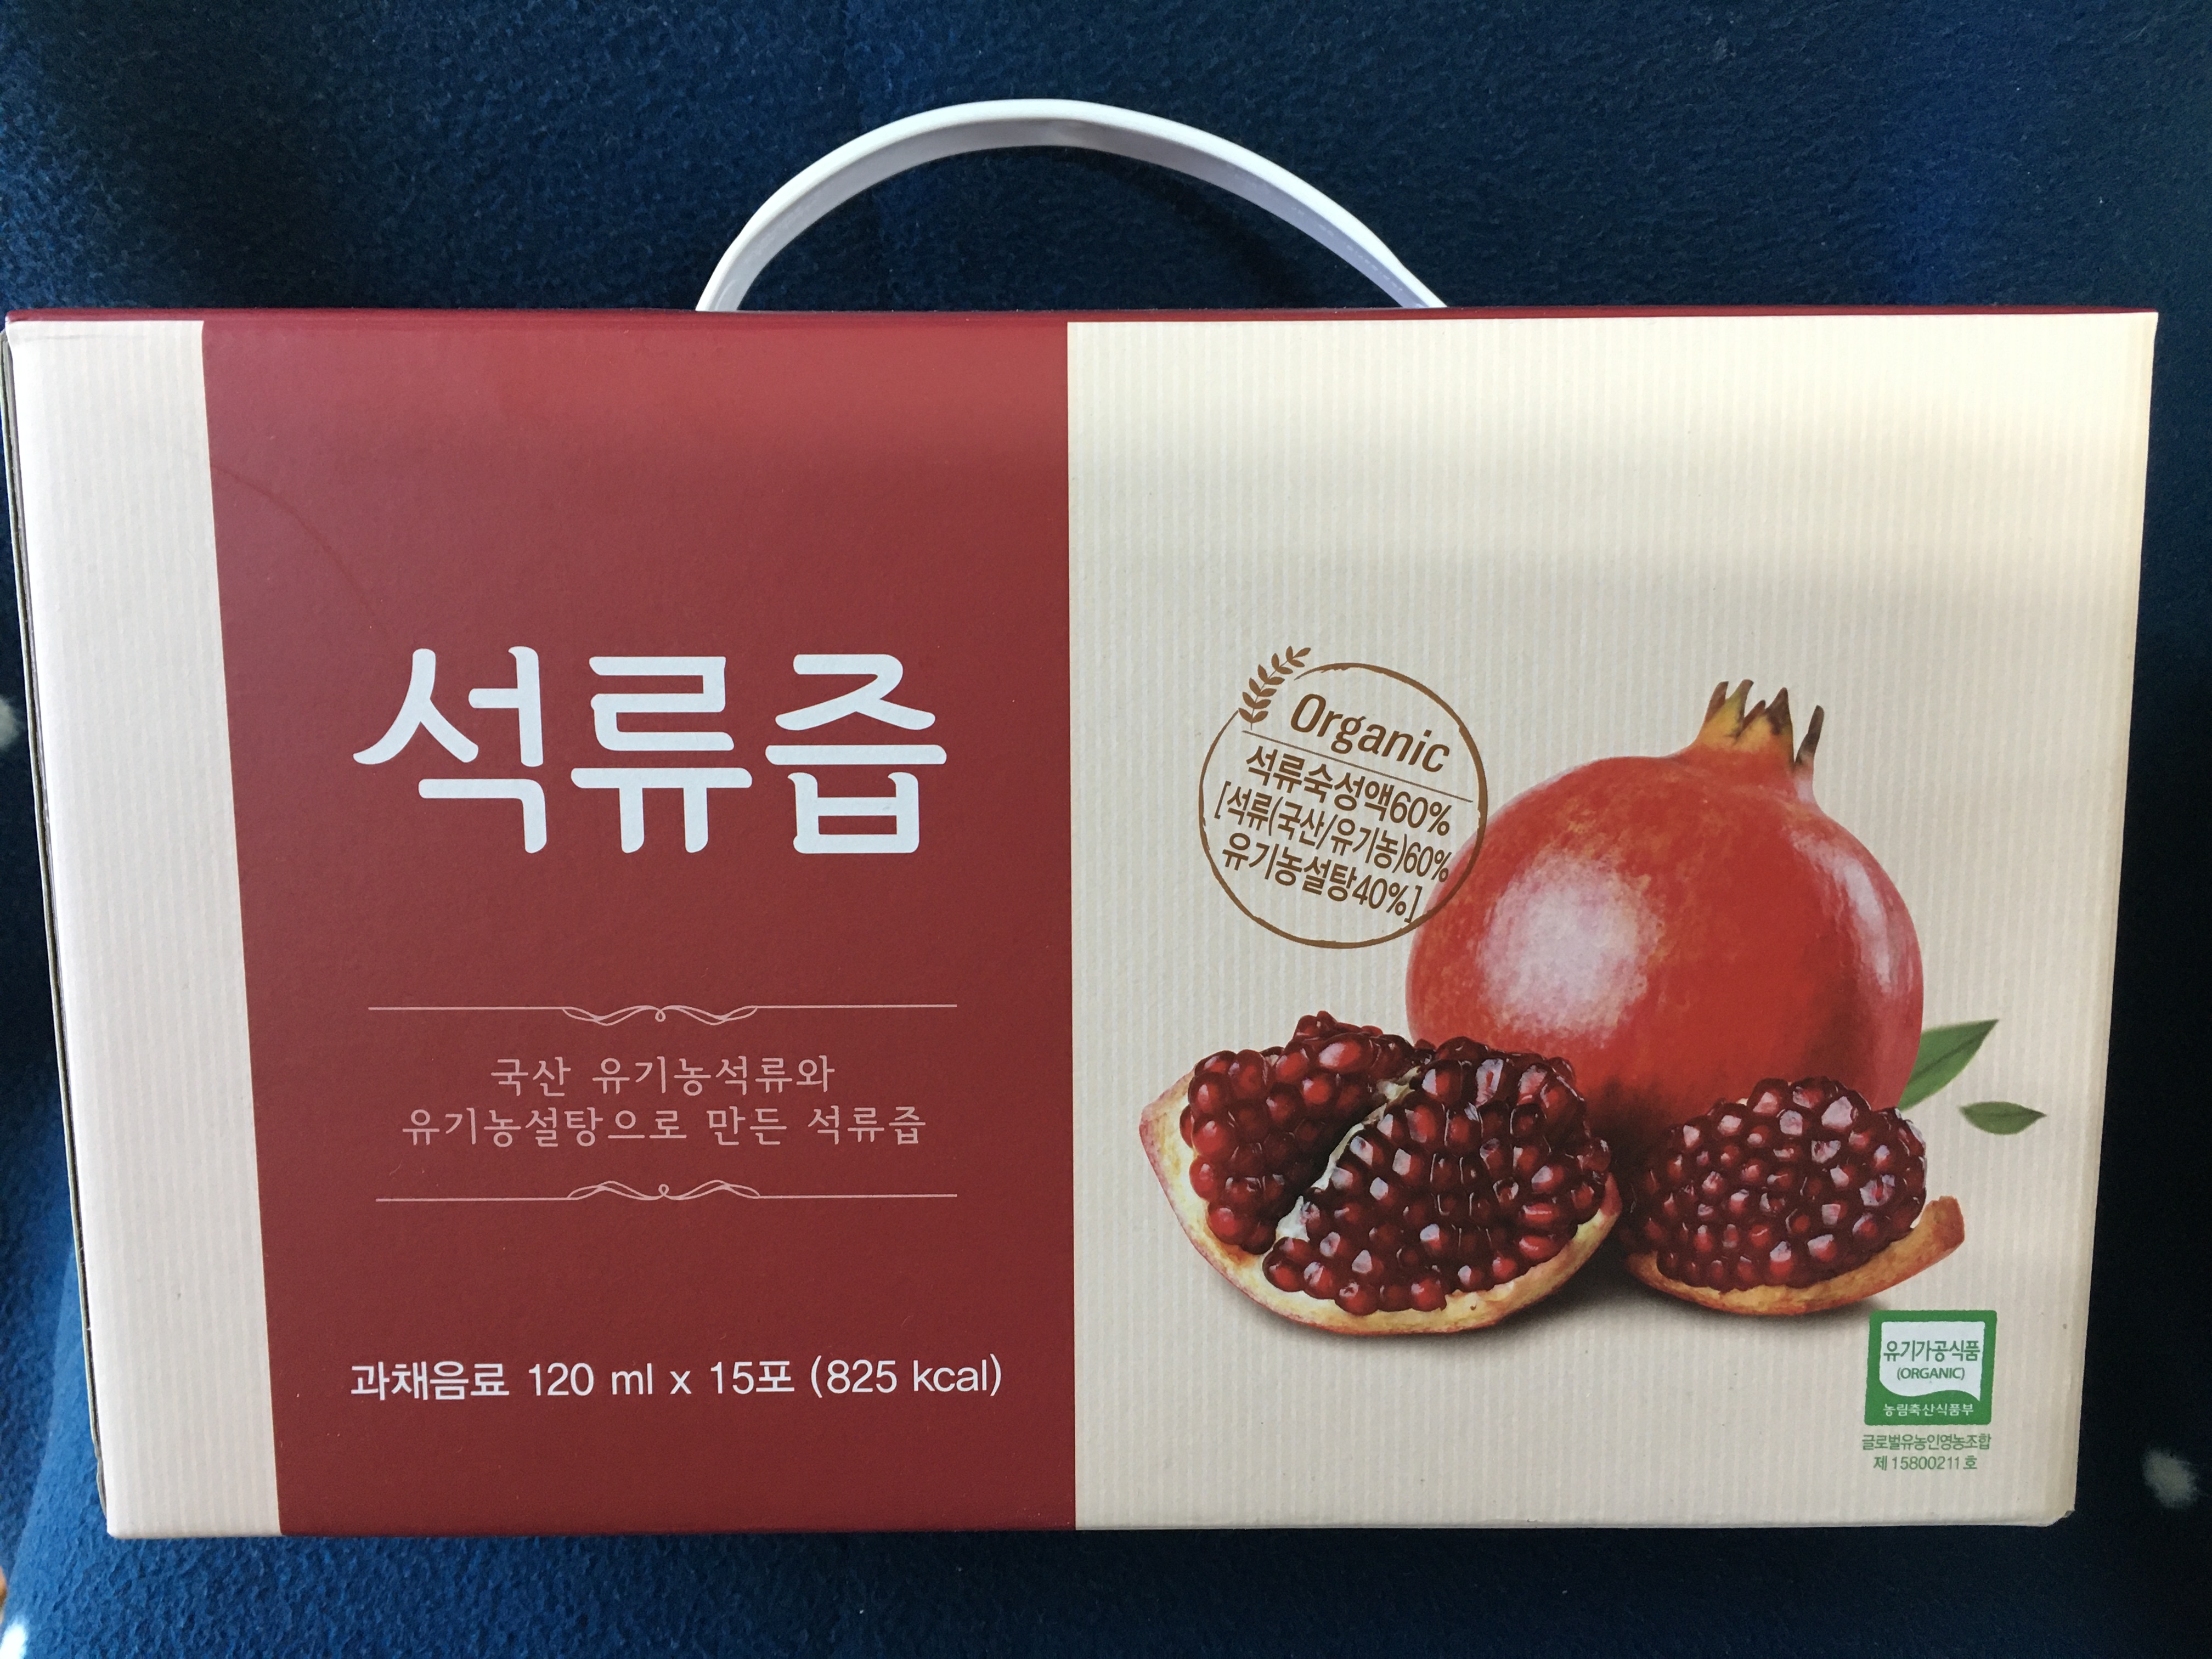 석류즙
국산 유기농석류와
유기농설탕으로 만든 석류즙
과채음료 120 ml x 15포 (825 kcal)
Organic
석류숙성액60%
[석류(국산/유기농)60%
유기농설탕40%]
유기가공식품
(ORGANIC)
농림축산식품부
글로벌유농인영농조합
제 15800211 호